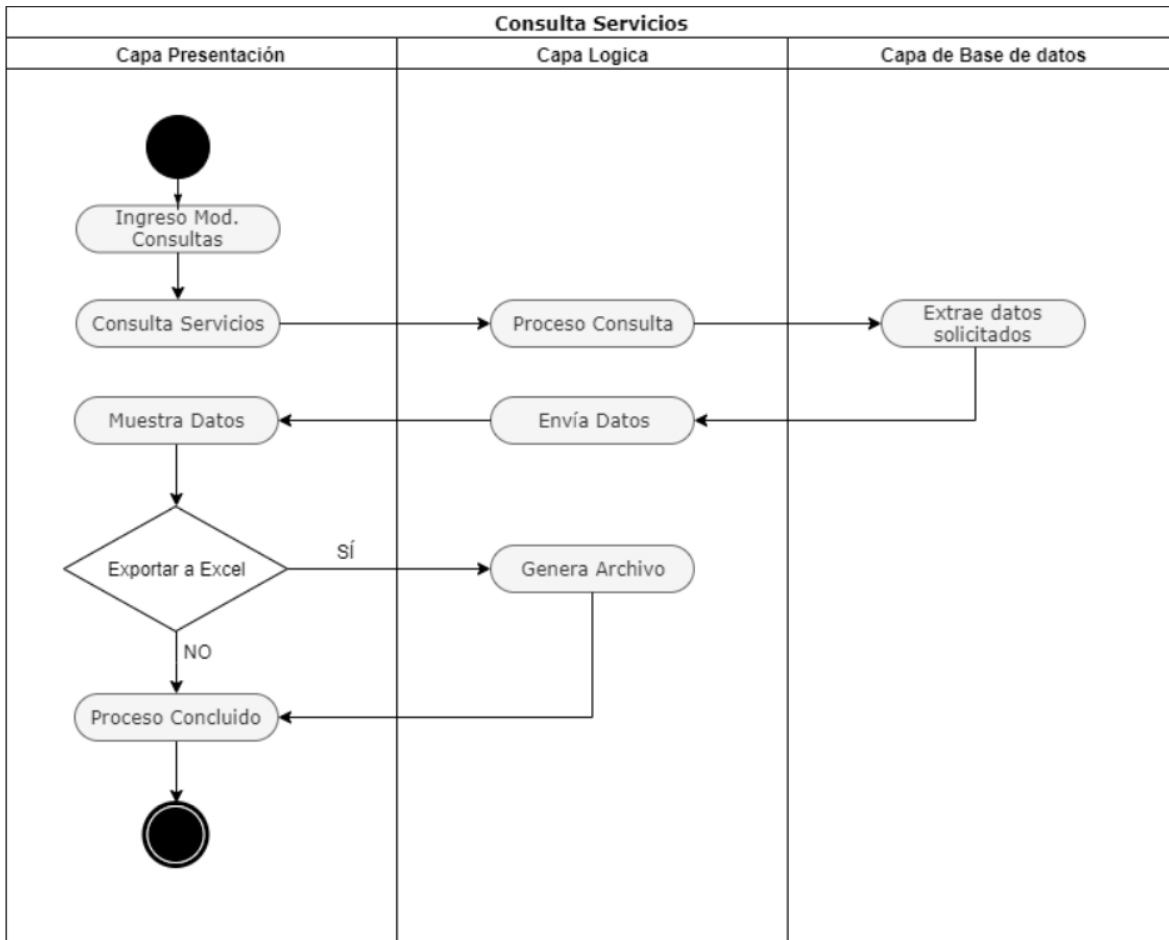 Consulta Servicios
Capa Presentación
Capa Logica
Capa de Base de datos
Ingreso Mod.
Consultas
Consulta Servicios
Proceso Consulta
Extrae datos
solicitados
Muestra Datos
Envía Datos
Exportar a Excel
SÍ
Genera Archivo
NO
Proceso Concluido